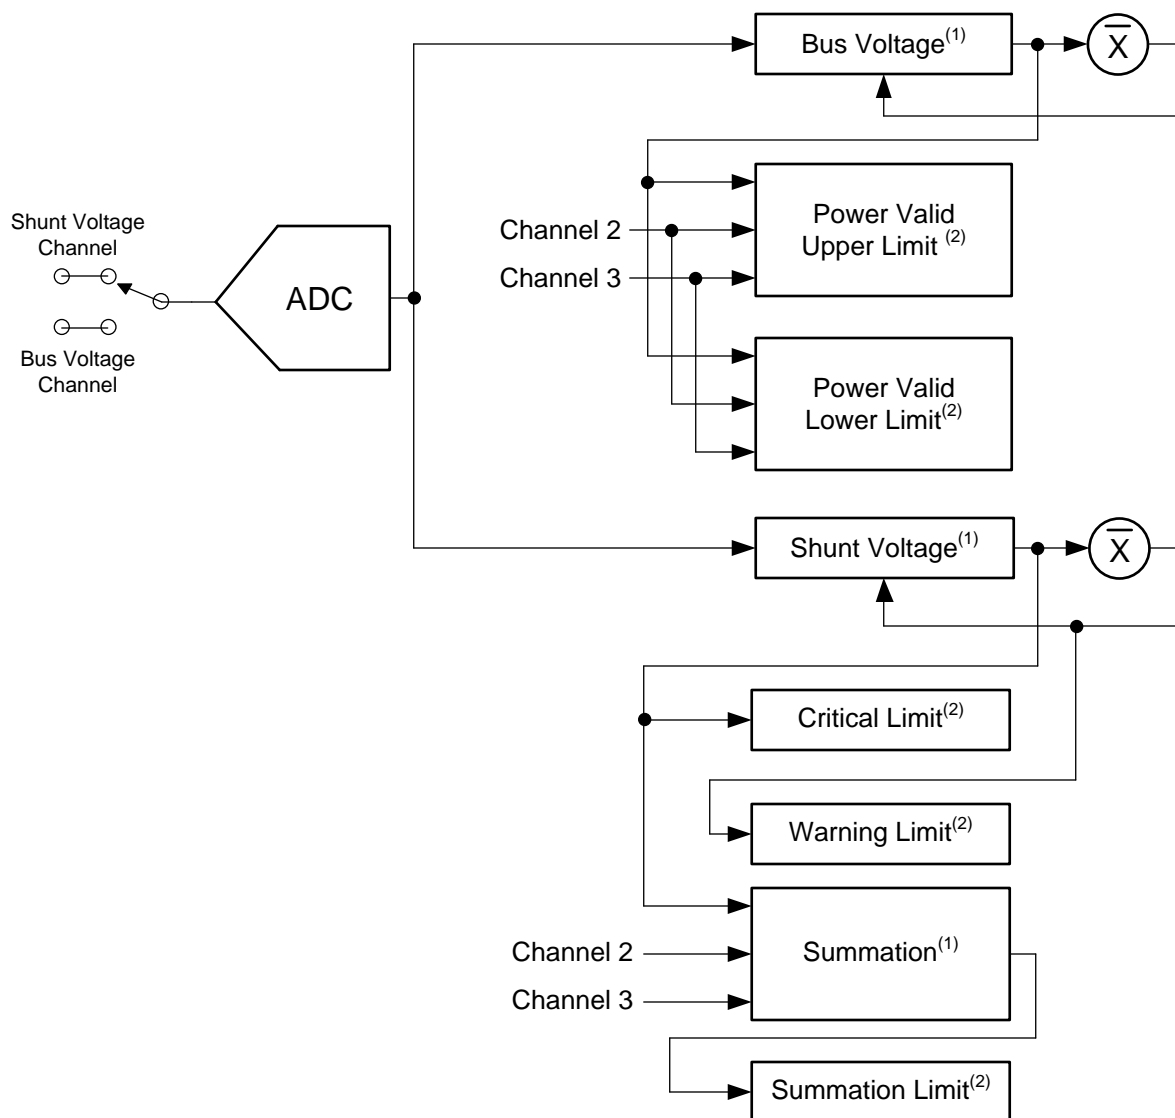 Bus Voltage(1)
X̅
Power Valid
Upper Limit (2)
Channel 2
Channel 3
Shunt Voltage
Channel
ADC
Bus Voltage
Channel
Power Valid
Lower Limit(2)
Shunt Voltage(1)
X̅
Critical Limit(2)
Warning Limit(2)
Summation(1)
Channel 2
Channel 3
Summation Limit(2)